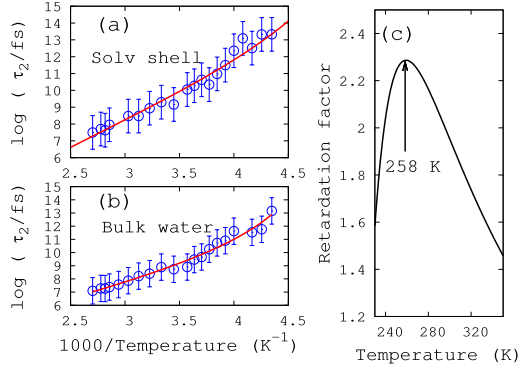 (a)
Solv shell
log ( τ2/fs)
15
14
13
12
11
10
9
8
7
6
2.5 3 3.5 4 4.5
(b)
Bulk water
log ( τ2/fs)
15
14
13
12
11
10
9
8
7
6
2.5 3 3.5 4 4.5
1000/Temperature (K-1)
(c)
258 K
Retardation factor
2.4
2.2
2
1.8
1.6
1.4
1.2
240 280 320
Temperature (K)